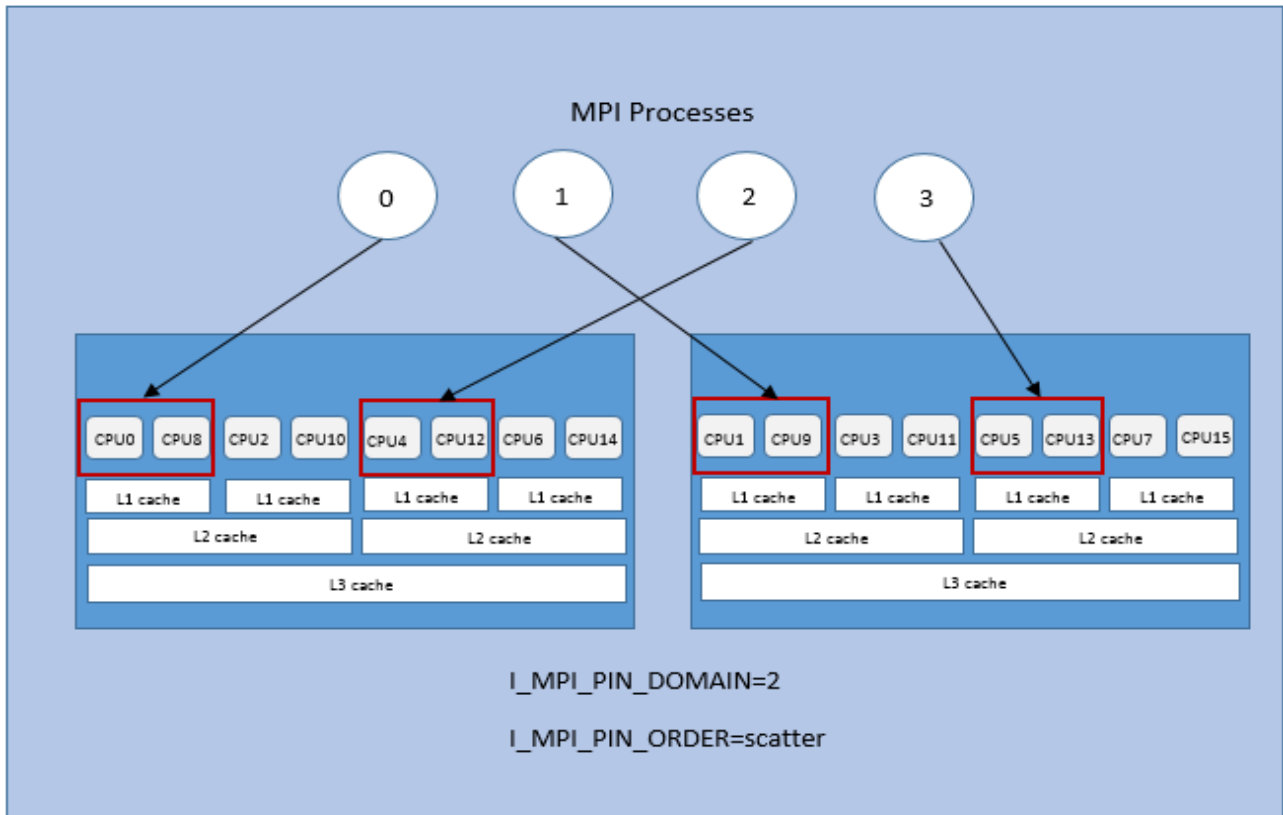 MPI Processes
0 1 2 3
CPU0 CPU8 CPU2 CPU10 CPU4 CPU12 CPU6 CPU14 CPU1 CPU9 CPU3 CPU11 CPU5 CPU13 CPU7 CPU15
L1 cache L1 cache L1 cache L1 cache L1 cache L1 cache L1 cache L1 cache
L2 cache L2 cache L2 cache L2 cache
L3 cache L3 cache
I_MPI_PIN_DOMAIN=2
I_MPI_PIN_ORDER=scatter